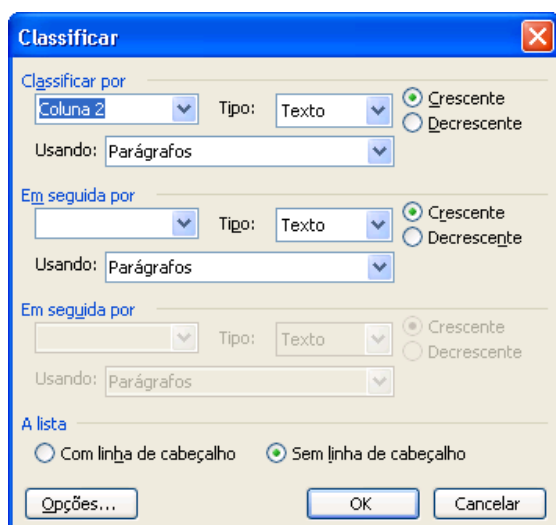 Classificar
Classificar por
Coluna 2 Tipo: Texto Crescente
Decrescente
Usando: Parágrafos
Em seguida por
Tipo: Texto Crescente
Decrescente
Usando: Parágrafos
Em seguida por
Tipo: Texto Crescente
Decrescente
Usando: Parágrafos
A lista
Com linha de cabeçalho Sem linha de cabeçalho
Opções... OK Cancelar